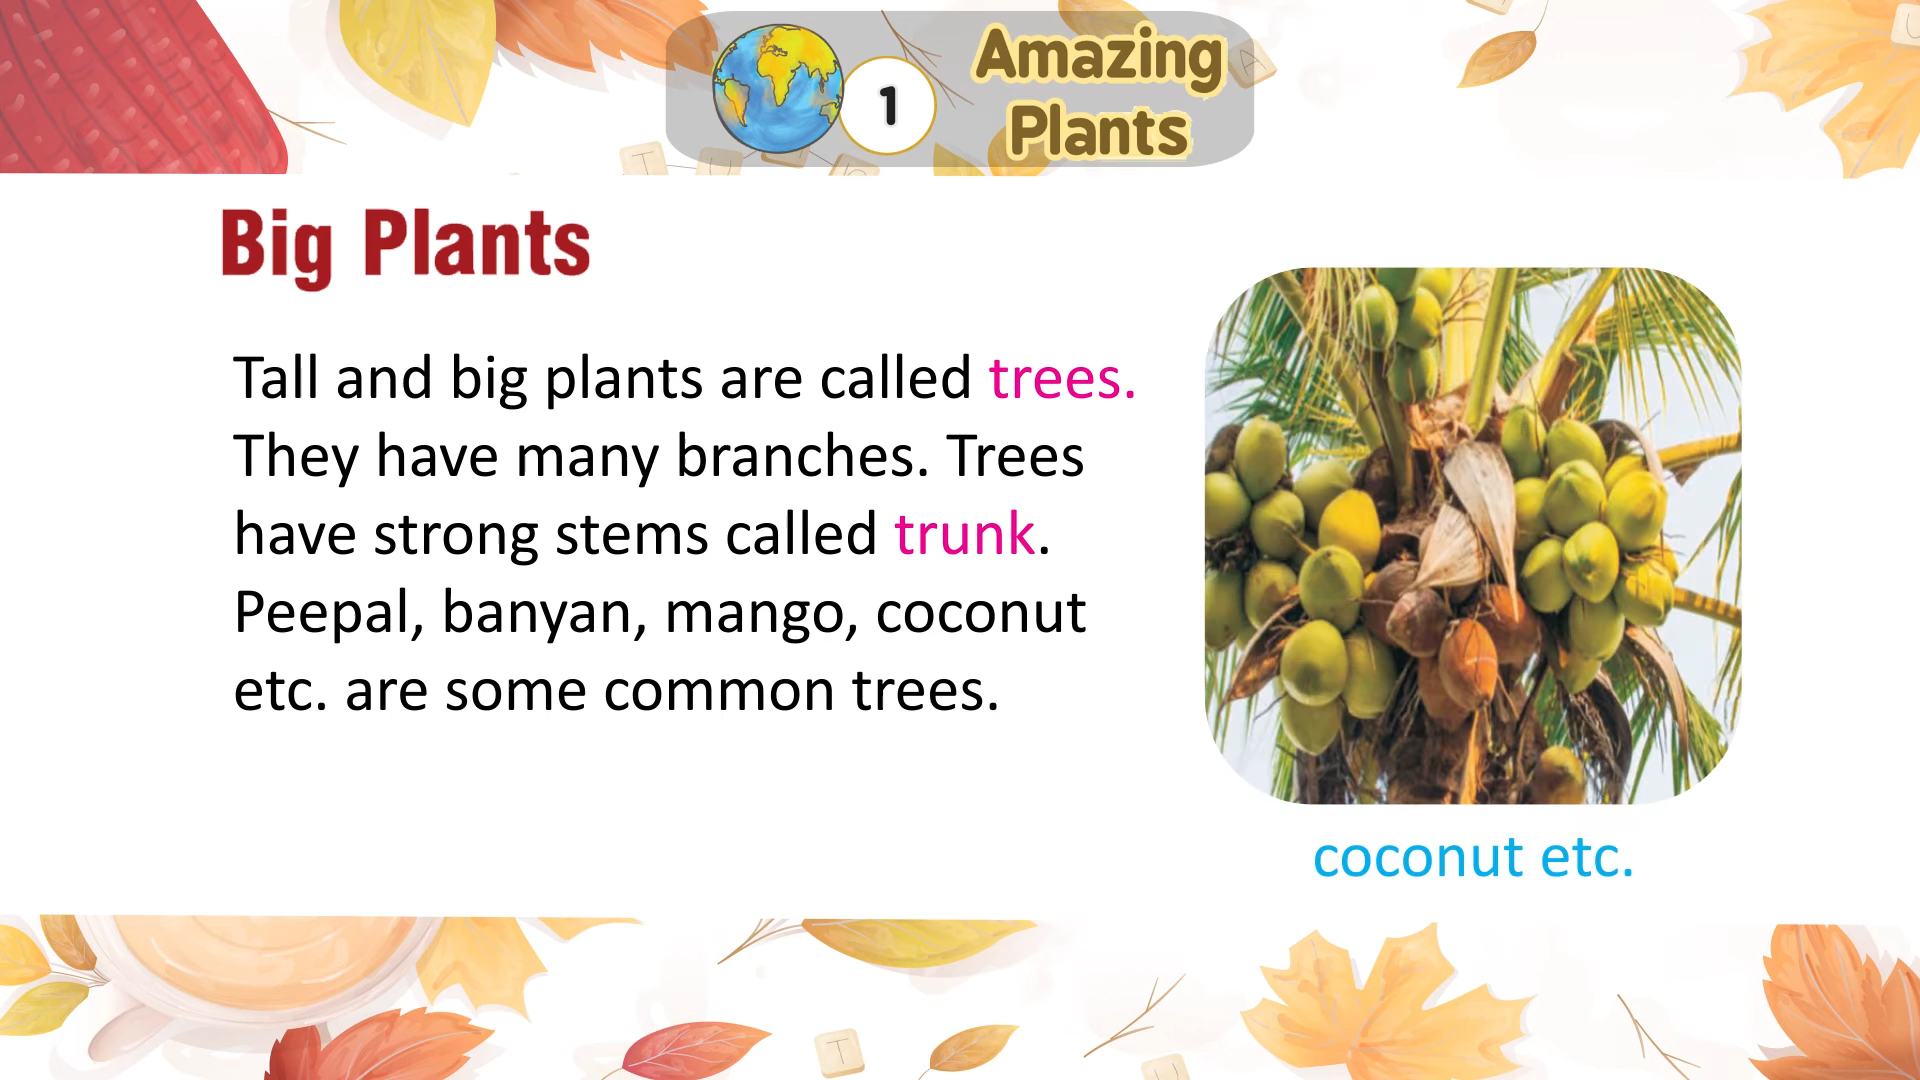 1
Amazing
Plants
Big Plants
Tall and big plants are called trees.
They have many branches. Trees
have strong stems called trunk.
Peepal, banyan, mango, coconut
etc. are some common trees.
coconut etc.
T